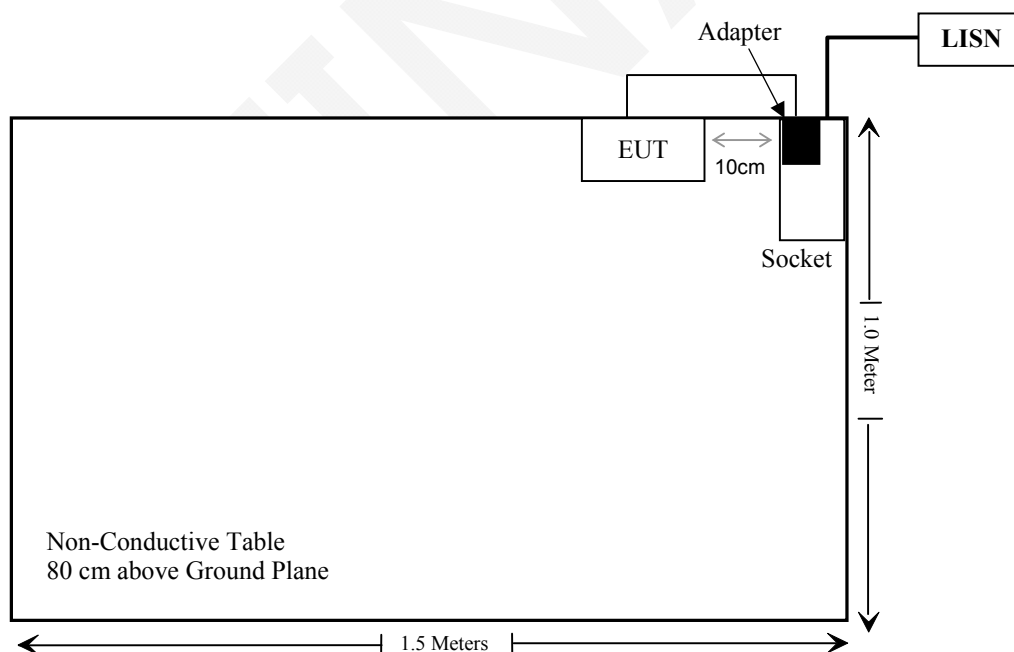 Adapter
LISN
EUT
10cm
Socket
1.0 Meter
Non-Conductive Table
80 cm above Ground Plane
1.5 Meters